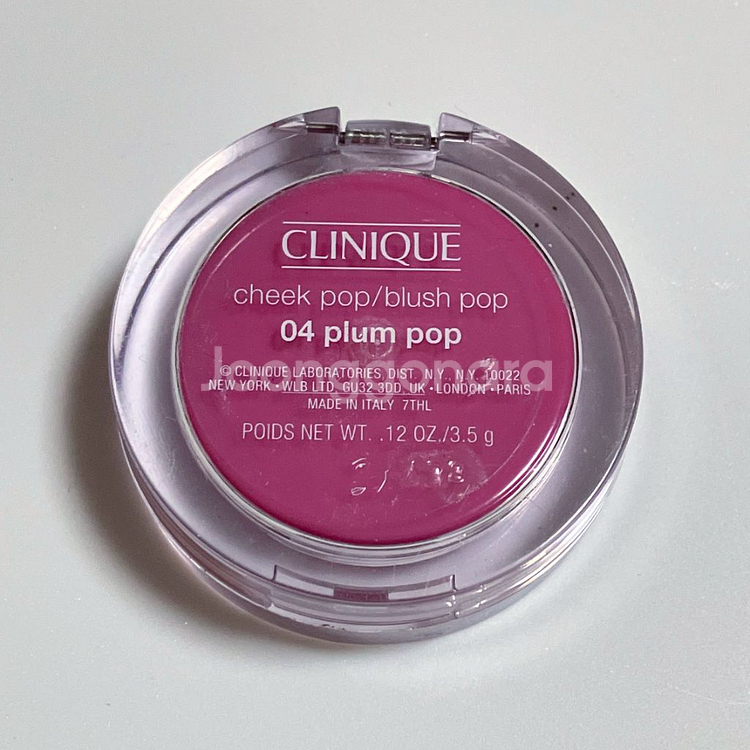 CLINIQUE
cheek pop/blush pop
04 plum pop
Joonggonara
© CLINIQUE LABORATORIES, DIST. N.Y., N.Y. 10022
NEW YORK • WLB LTD, GU32 3DD, UK • LONDON • PARIS
MADE IN ITALY 7THL
POIDS NET WT. .12 OZ./3.5 g